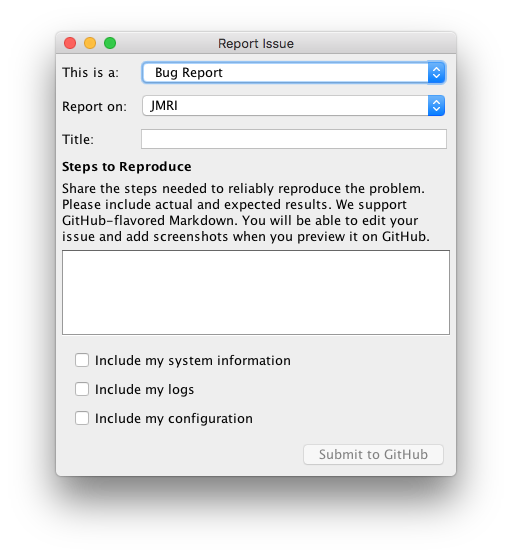 Report Issue
This is a: Bug Report
Report on: JMRI
Title:
Steps to Reproduce
Share the steps needed to reliably reproduce the problem.
Please include actual and expected results. We support
GitHub-flavored Markdown. You will be able to edit your
issue and add screenshots when you preview it on GitHub.
Include my system information
Include my logs
Include my configuration
Submit to GitHub